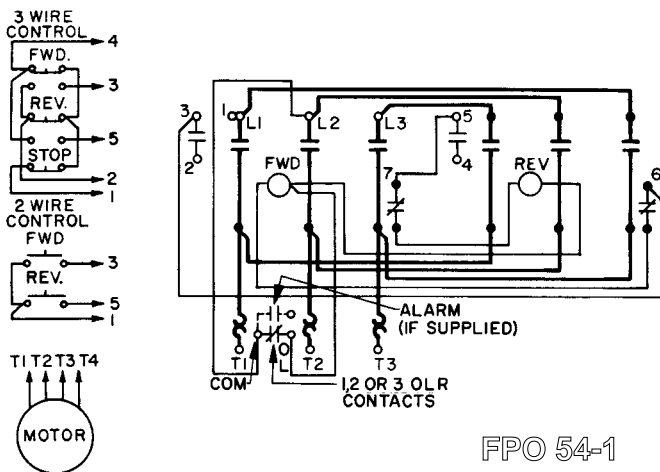 3 WIRE
CONTROL
4
FWD.
3
REV.
5
STOP
2
1
2 WIRE
CONTROL
FWD
3
REV.
5
1
T1 T2 T3 T4
MOTOR
3
2
1
L1
L2
L3
5
4
FWD
7
REV
6
ALARM
(IF SUPPLIED)
T1
O
L
T2
T3
COM
1,2 OR 3 OLR
CONTACTS
FPO 54-1